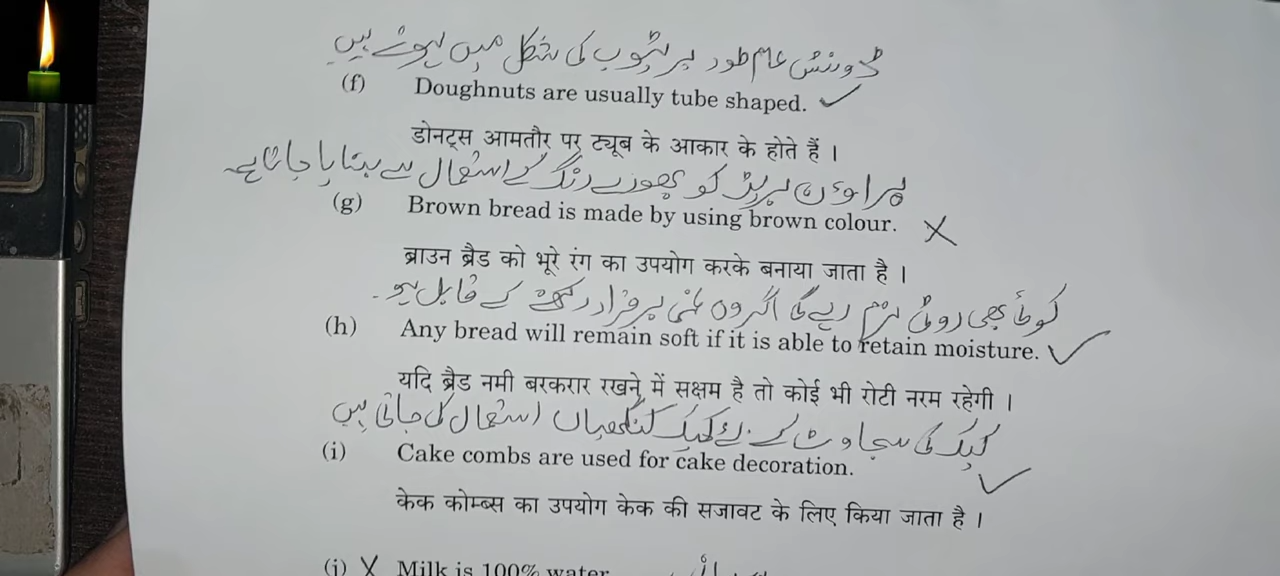 ڈونٹس عام طور پر ٹیوب کی شکل میں ہوتے ہیں
(f) Doughnuts are usually tube shaped. ✓
डोनट्स आमतौर पर ट्यूब के आकार के होते हैं ।
براون بریڈ کو بھورے رنگ کے استعمال سے بنایا جاتا ہے۔
(g) Brown bread is made by using brown colour. X
ब्राउन ब्रैड को भूरे रंग का उपयोग करके बनाया जाता है ।
کوئی بھی روٹی نرم رہے گی اگر وہ نمی برقرار رکھنے کے قابل ہو۔
(h) Any bread will remain soft if it is able to retain moisture. ✓
यदि ब्रैड नमी बरकरार रखने में सक्षम है तो कोई भी रोटी नरम रहेगी ।
کیک کی سجاوٹ کے لئے کیک کنگھیاں استعمال کی جاتی ہیں
(i) Cake combs are used for cake decoration. ✓
केक कोम्ब्स का उपयोग केक की सजावट के लिए किया जाता है ।
(j) X Milk is 100% water